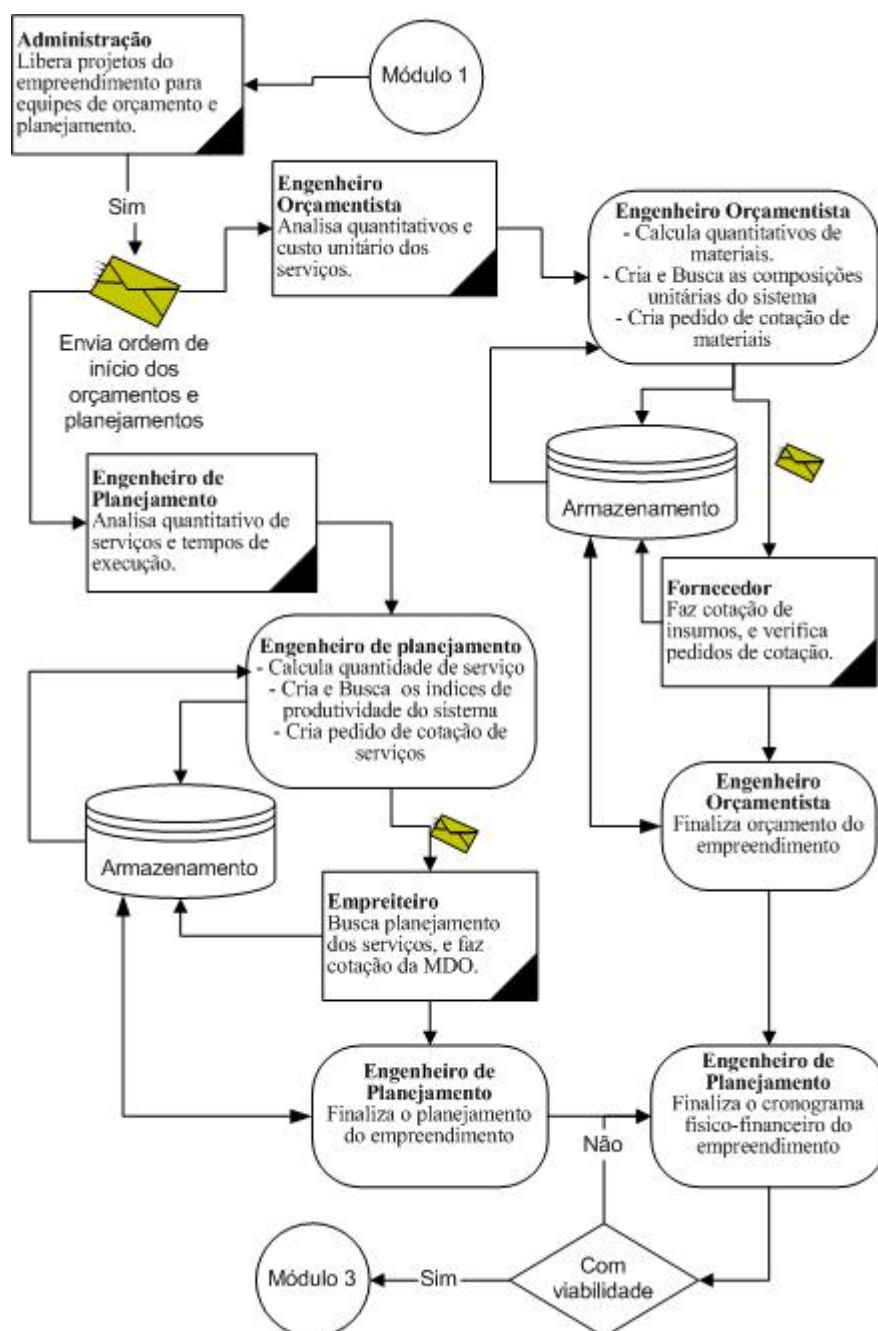 Administração
Libera projetos do
empreendimento para
equipes de orçamento e
planejamento.
Módulo 1
Sim
Envia ordem de
início dos
orçamentos e
planejamentos
Engenheiro
Orçamentista
Analisa quantitativos e
custo unitário dos
serviços.
Engenheiro Orçamentista
- Calcula quantitativos de
materiais.
- Cria e Busca as composições
unitárias do sistema
- Cria pedido de cotação de
materiais
Armazenamento
Fornecedor
Faz cotação de
insumos, e verifica
pedidos de cotação.
Engenheiro
Orçamentista
Finaliza orçamento do
empreendimento
Engenheiro de
Planejamento
Analisa quantitativo de
serviços e tempos de
execução.
Engenheiro de planejamento
- Calcula quantidade de serviço
- Cria e Busca os índices de
produtividade do sistema
- Cria pedido de cotação de
serviços
Armazenamento
Empreiteiro
Busca planejamento
dos serviços, e faz
cotação da MDO.
Engenheiro de
Planejamento
Finaliza o planejamento
do empreendimento
Engenheiro de
Planejamento
Finaliza o cronograma
fisico-financeiro do
empreendimento
Não
Com
viabilidade
Sim
Módulo 3